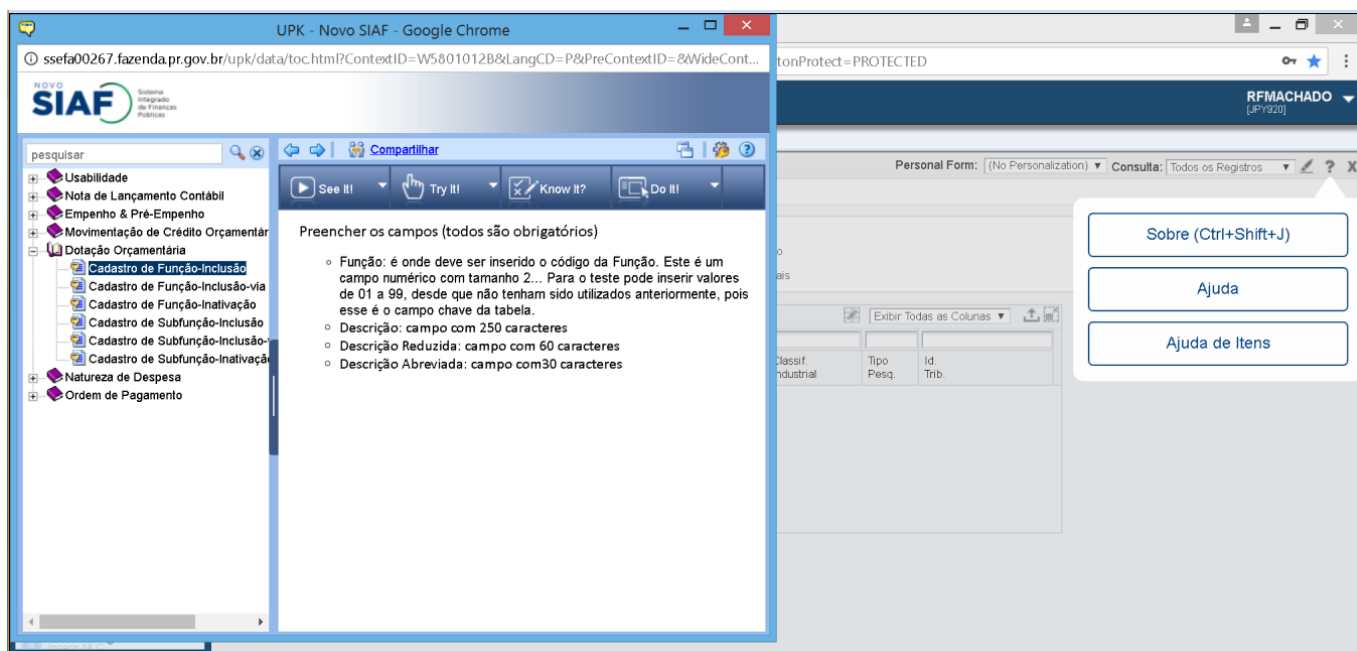 UPK - Novo SIAF - Google Chrome
ssefa00267.fazenda.pr.gov.br/upk/data/toc.html?ContextID=W5801012B&LangCD=P&PreContextID=&WideCont...
tonProtect=PROTECTED
NOVO
SIAF
Sistema
Integrado
de Finanças
Públicas
RFMACHADO
[JPY920]
pesquisar
Compartilhar
Personal Form: (No Personalization) Consulta: Todos os Registros
See It! Try It! Know It? Do It!
Usabilidade
Nota de Lançamento Contábil
Empenho & Pré-Empenho
Movimentação de Crédito Orçamentár
Dotação Orçamentária
Cadastro de Função-Inclusão
Cadastro de Função-Inclusão-via
Cadastro de Função-Inativação
Cadastro de Subfunção-Inclusão
Cadastro de Subfunção-Inclusão-
Cadastro de Subfunção-Inativaçã
Natureza de Despesa
Ordem de Pagamento
Preencher os campos (todos são obrigatórios)
Função: é onde deve ser inserido o código da Função. Este é um
campo numérico com tamanho 2... Para o teste pode inserir valores
de 01 a 99, desde que não tenham sido utilizados anteriormente, pois
esse é o campo chave da tabela.
Descrição: campo com 250 caracteres
Descrição Reduzida: campo com 60 caracteres
Descrição Abreviada: campo com30 caracteres
o
ais
Exibir Todas as Colunas
Classif.
Industrial
Tipo
Pesq.
Id.
Trib.
Sobre (Ctrl+Shift+J)
Ajuda
Ajuda de Itens